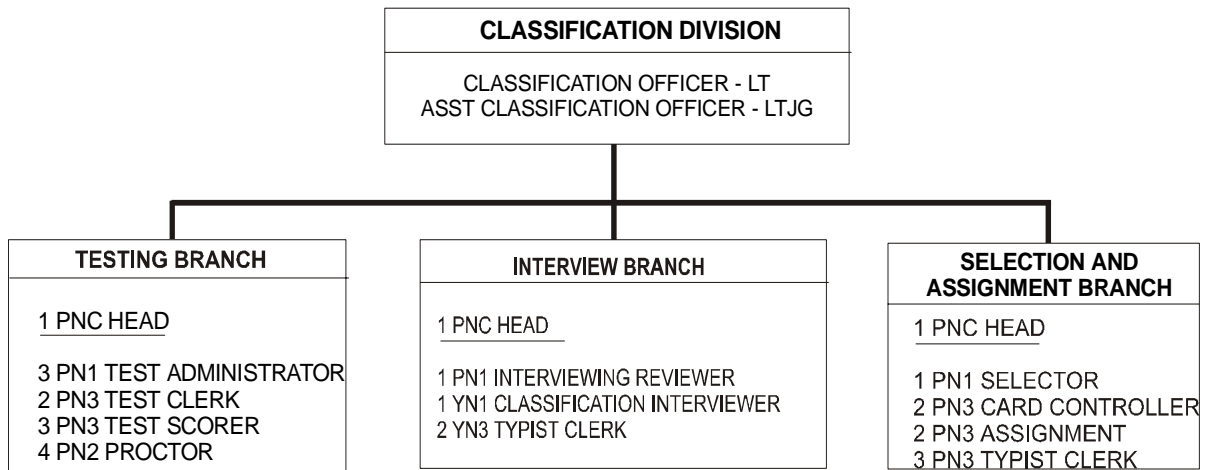 CLASSIFICATION DIVISION
CLASSIFICATION OFFICER - LT
ASST CLASSIFICATION OFFICER - LTJG
TESTING BRANCH
1 PNC HEAD
3 PN1 TEST ADMINISTRATOR
2 PN3 TEST CLERK
3 PN3 TEST SCORER
4 PN2 PROCTOR
INTERVIEW BRANCH
1 PNC HEAD
1 PN1 INTERVIEWING REVIEWER
1 YN1 CLASSIFICATION INTERVIEWER
2 YN3 TYPIST CLERK
SELECTION AND
ASSIGNMENT BRANCH
1 PNC HEAD
1 PN1 SELECTOR
2 PN3 CARD CONTROLLER
2 PN3 ASSIGNMENT
3 PN3 TYPIST CLERK